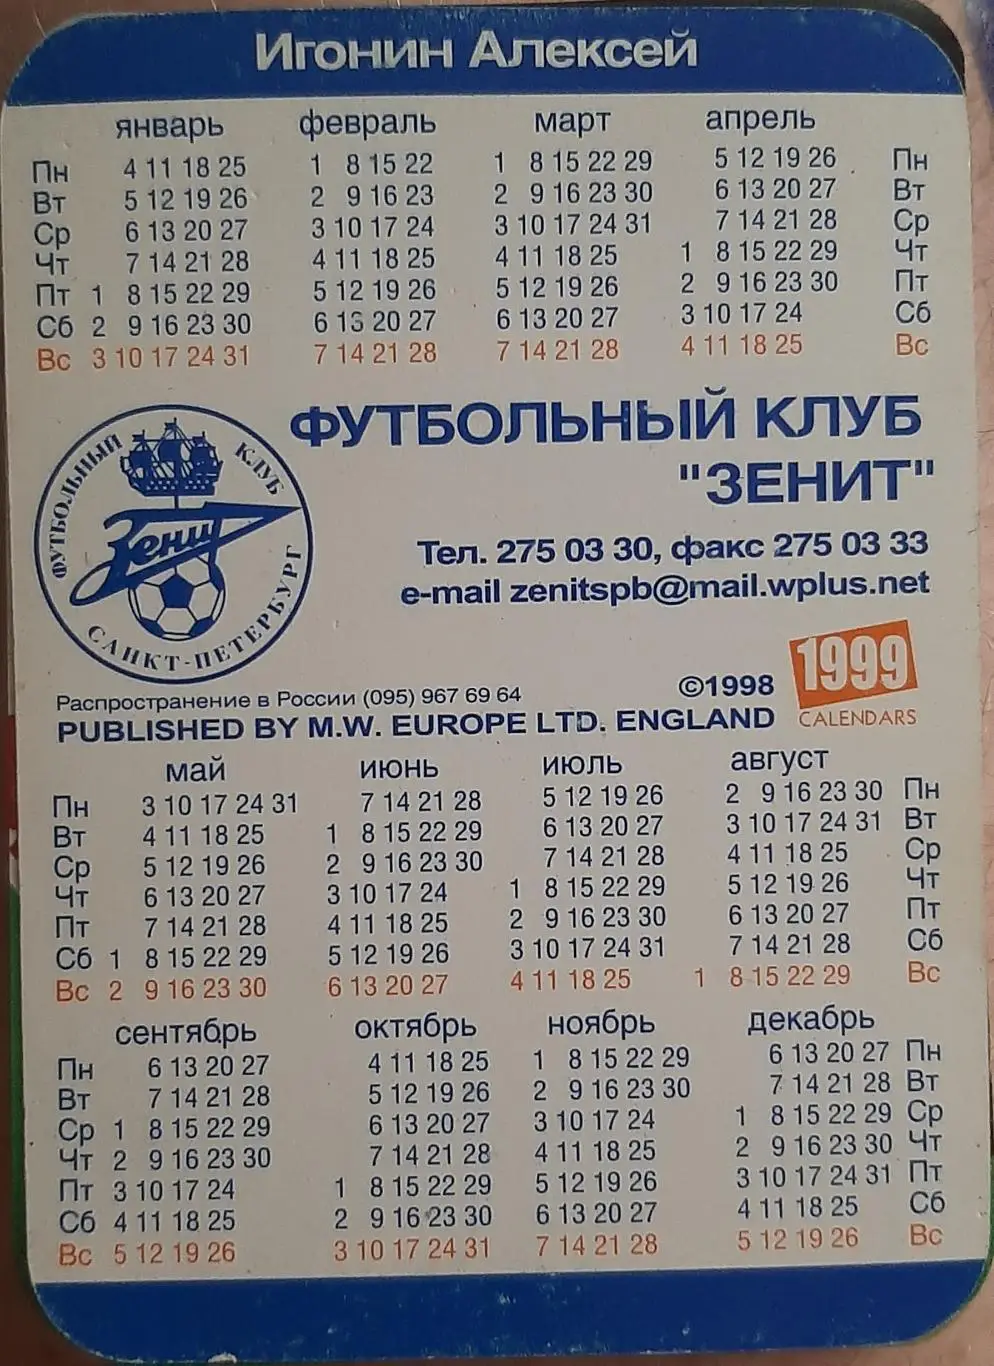 Игонин Алексей
январь февраль март апрель
Пн 4 11 18 25 1 8 15 22 1 8 15 22 29 5 12 19 26 Пн
Вт 5 12 19 26 2 9 16 23 2 9 16 23 30 6 13 20 27 Вт
Ср 6 13 20 27 3 10 17 24 3 10 17 24 31 7 14 21 28 Ср
Чт 7 14 21 28 4 11 18 25 4 11 18 25 1 8 15 22 29 Чт
Пт 1 8 15 22 29 5 12 19 26 5 12 19 26 2 9 16 23 30 Пт
Сб 2 9 16 23 30 6 13 20 27 6 13 20 27 3 10 17 24 Сб
Вс 3 10 17 24 31 7 14 21 28 7 14 21 28 4 11 18 25 Вс
ФУТБОЛЬНЫЙ КЛУБ
Зенит
САНКТ-ПЕТЕРБУРГ
ФУТБОЛЬНЫЙ КЛУБ
"ЗЕНИТ"
Тел. 275 03 30, факс 275 03 33
e-mail zenitspb@mail.wplus.net
Распространение в России (095) 967 69 64
©1998
PUBLISHED BY M.W. EUROPE LTD. ENGLAND
1999
CALENDARS
май июнь июль август
Пн 3 10 17 24 31 7 14 21 28 5 12 19 26 2 9 16 23 30 Пн
Вт 4 11 18 25 1 8 15 22 29 6 13 20 27 3 10 17 24 31 Вт
Ср 5 12 19 26 2 9 16 23 30 7 14 21 28 4 11 18 25 Ср
Чт 6 13 20 27 3 10 17 24 1 8 15 22 29 5 12 19 26 Чт
Пт 7 14 21 28 4 11 18 25 2 9 16 23 30 6 13 20 27 Пт
Сб 1 8 15 22 29 5 12 19 26 3 10 17 24 31 7 14 21 28 Сб
Вс 2 9 16 23 30 6 13 20 27 4 11 18 25 1 8 15 22 29 Вс
сентябрь октябрь ноябрь декабрь
Пн 6 13 20 27 4 11 18 25 1 8 15 22 29 6 13 20 27 Пн
Вт 7 14 21 28 5 12 19 26 2 9 16 23 30 7 14 21 28 Вт
Ср 1 8 15 22 29 6 13 20 27 3 10 17 24 1 8 15 22 29 Ср
Чт 2 9 16 23 30 7 14 21 28 4 11 18 25 2 9 16 23 30 Чт
Пт 3 10 17 24 1 8 15 22 29 5 12 19 26 3 10 17 24 31 Пт
Сб 4 11 18 25 2 9 16 23 30 6 13 20 27 4 11 18 25 Сб
Вс 5 12 19 26 3 10 17 24 31 7 14 21 28 5 12 19 26 Вс